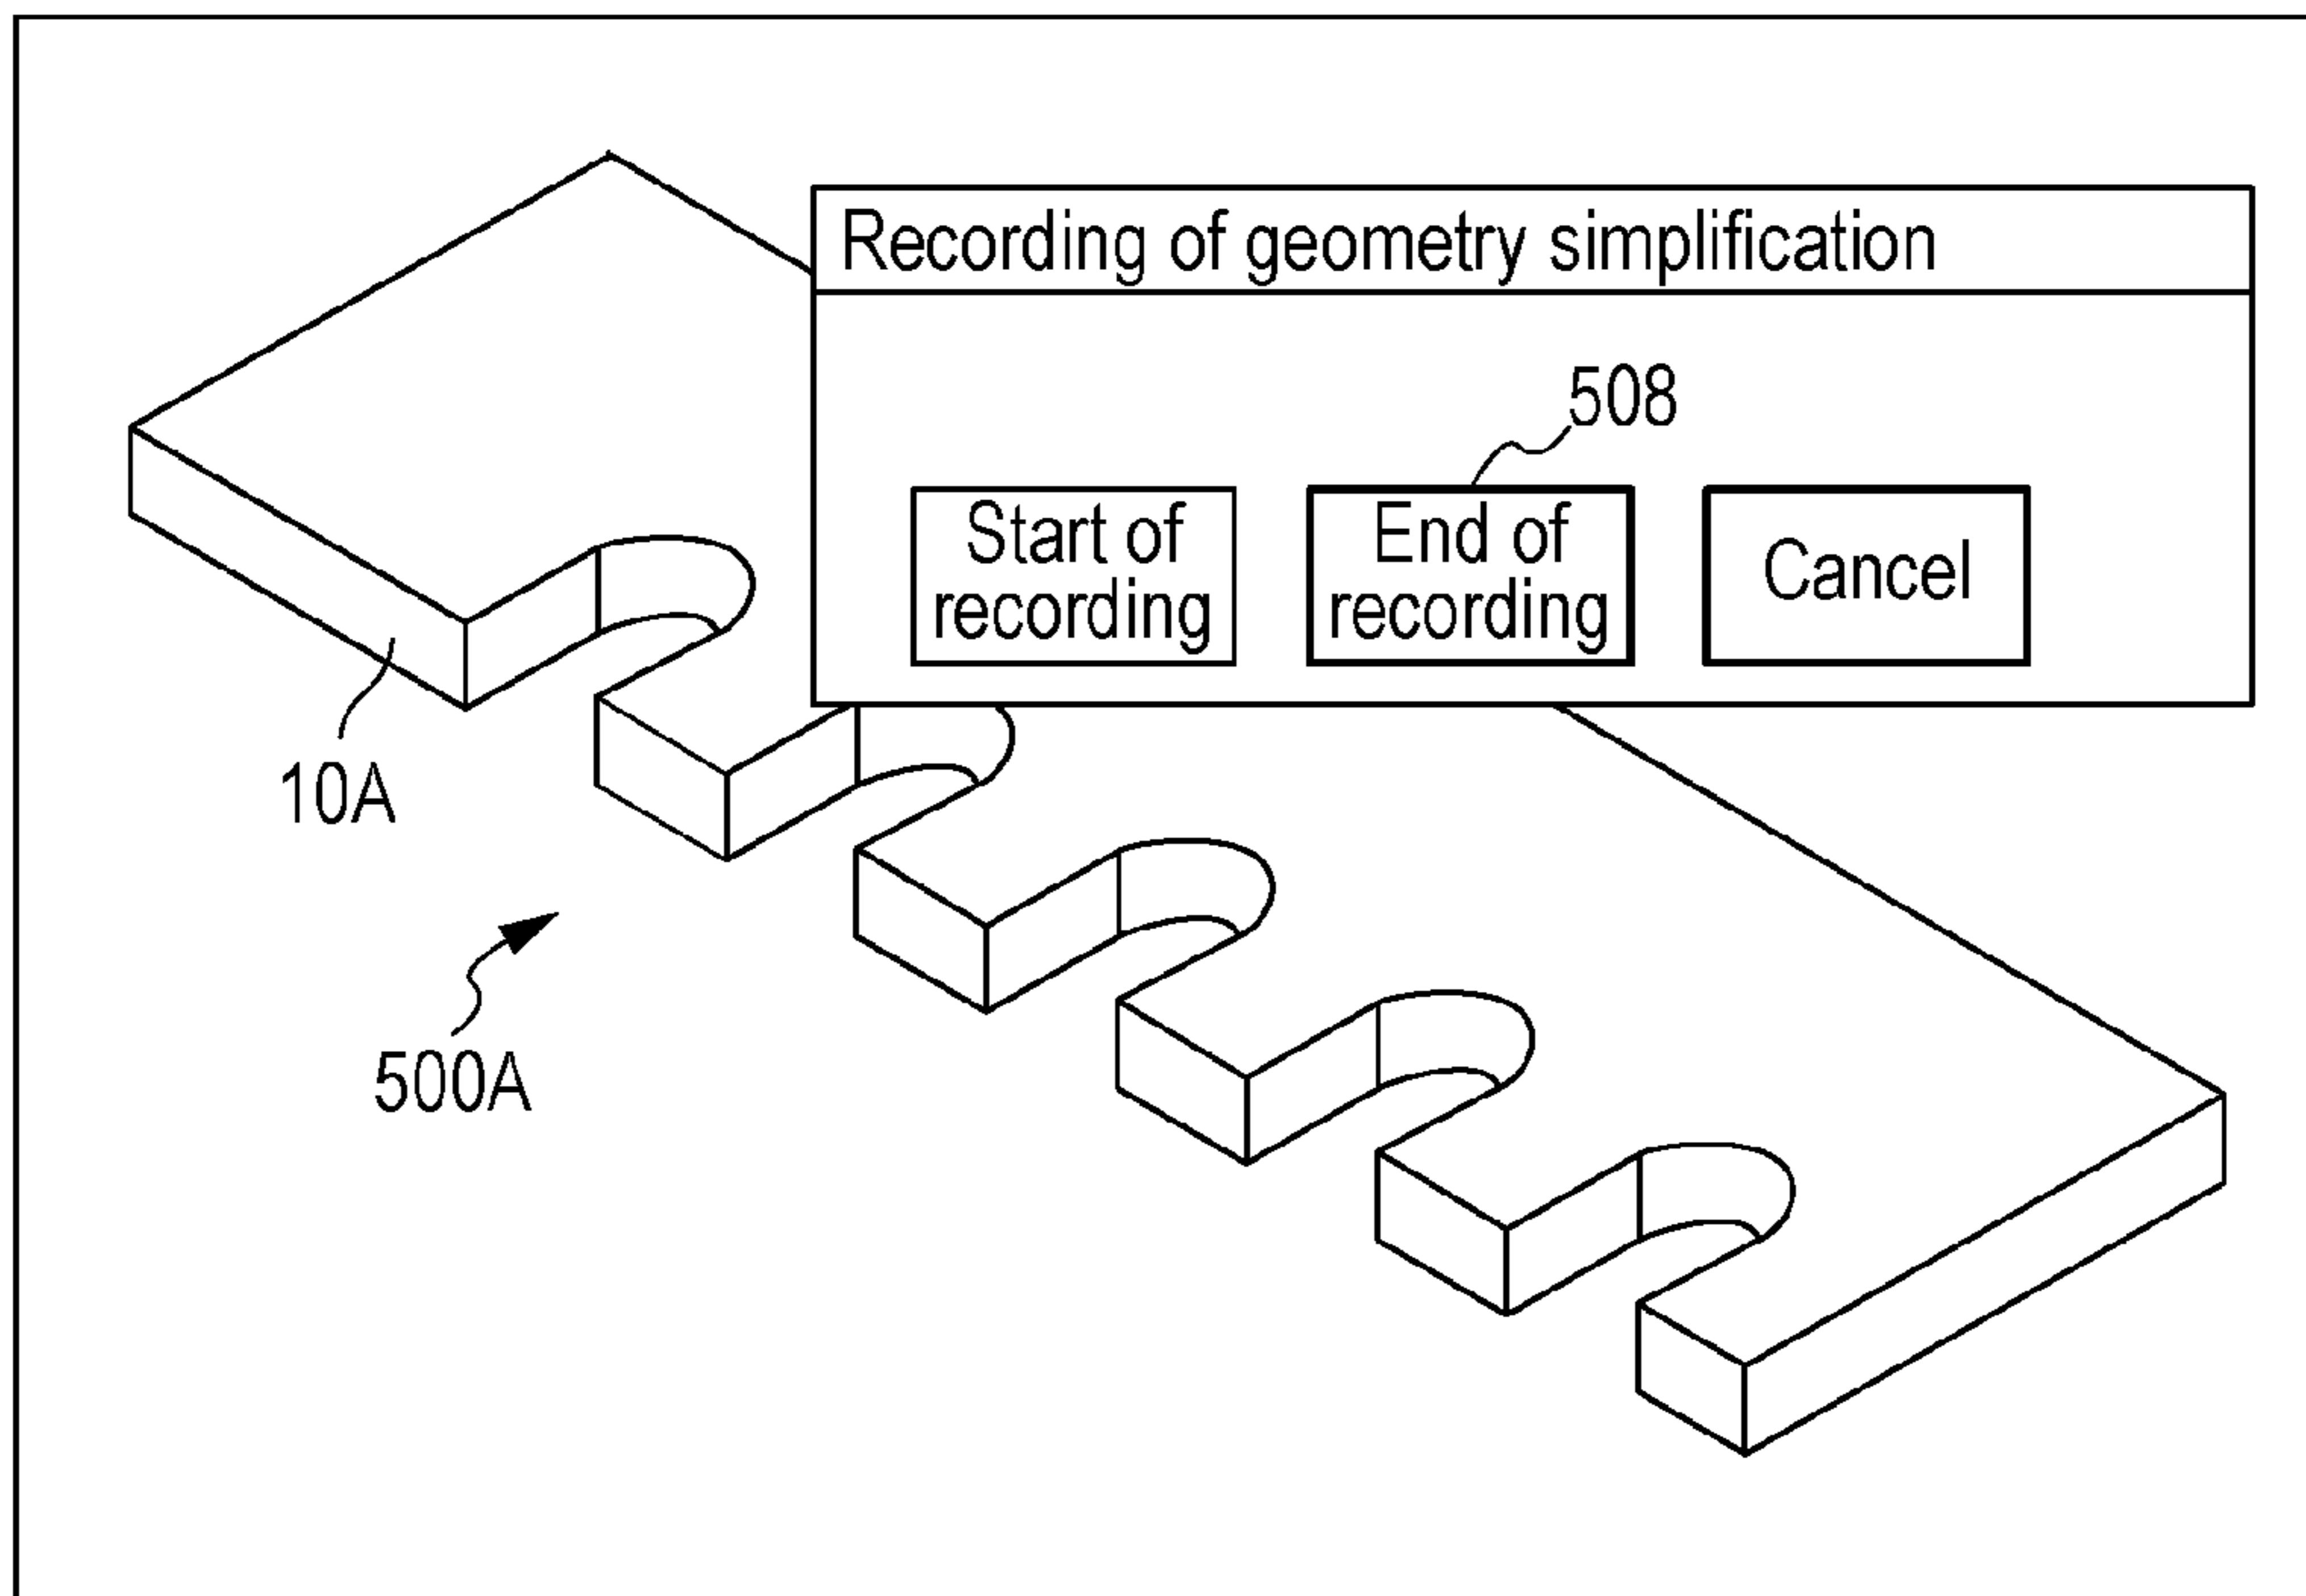 Recording of geometry simplification
508
Start of
recording
End of
recording
Cancel
10A
500A